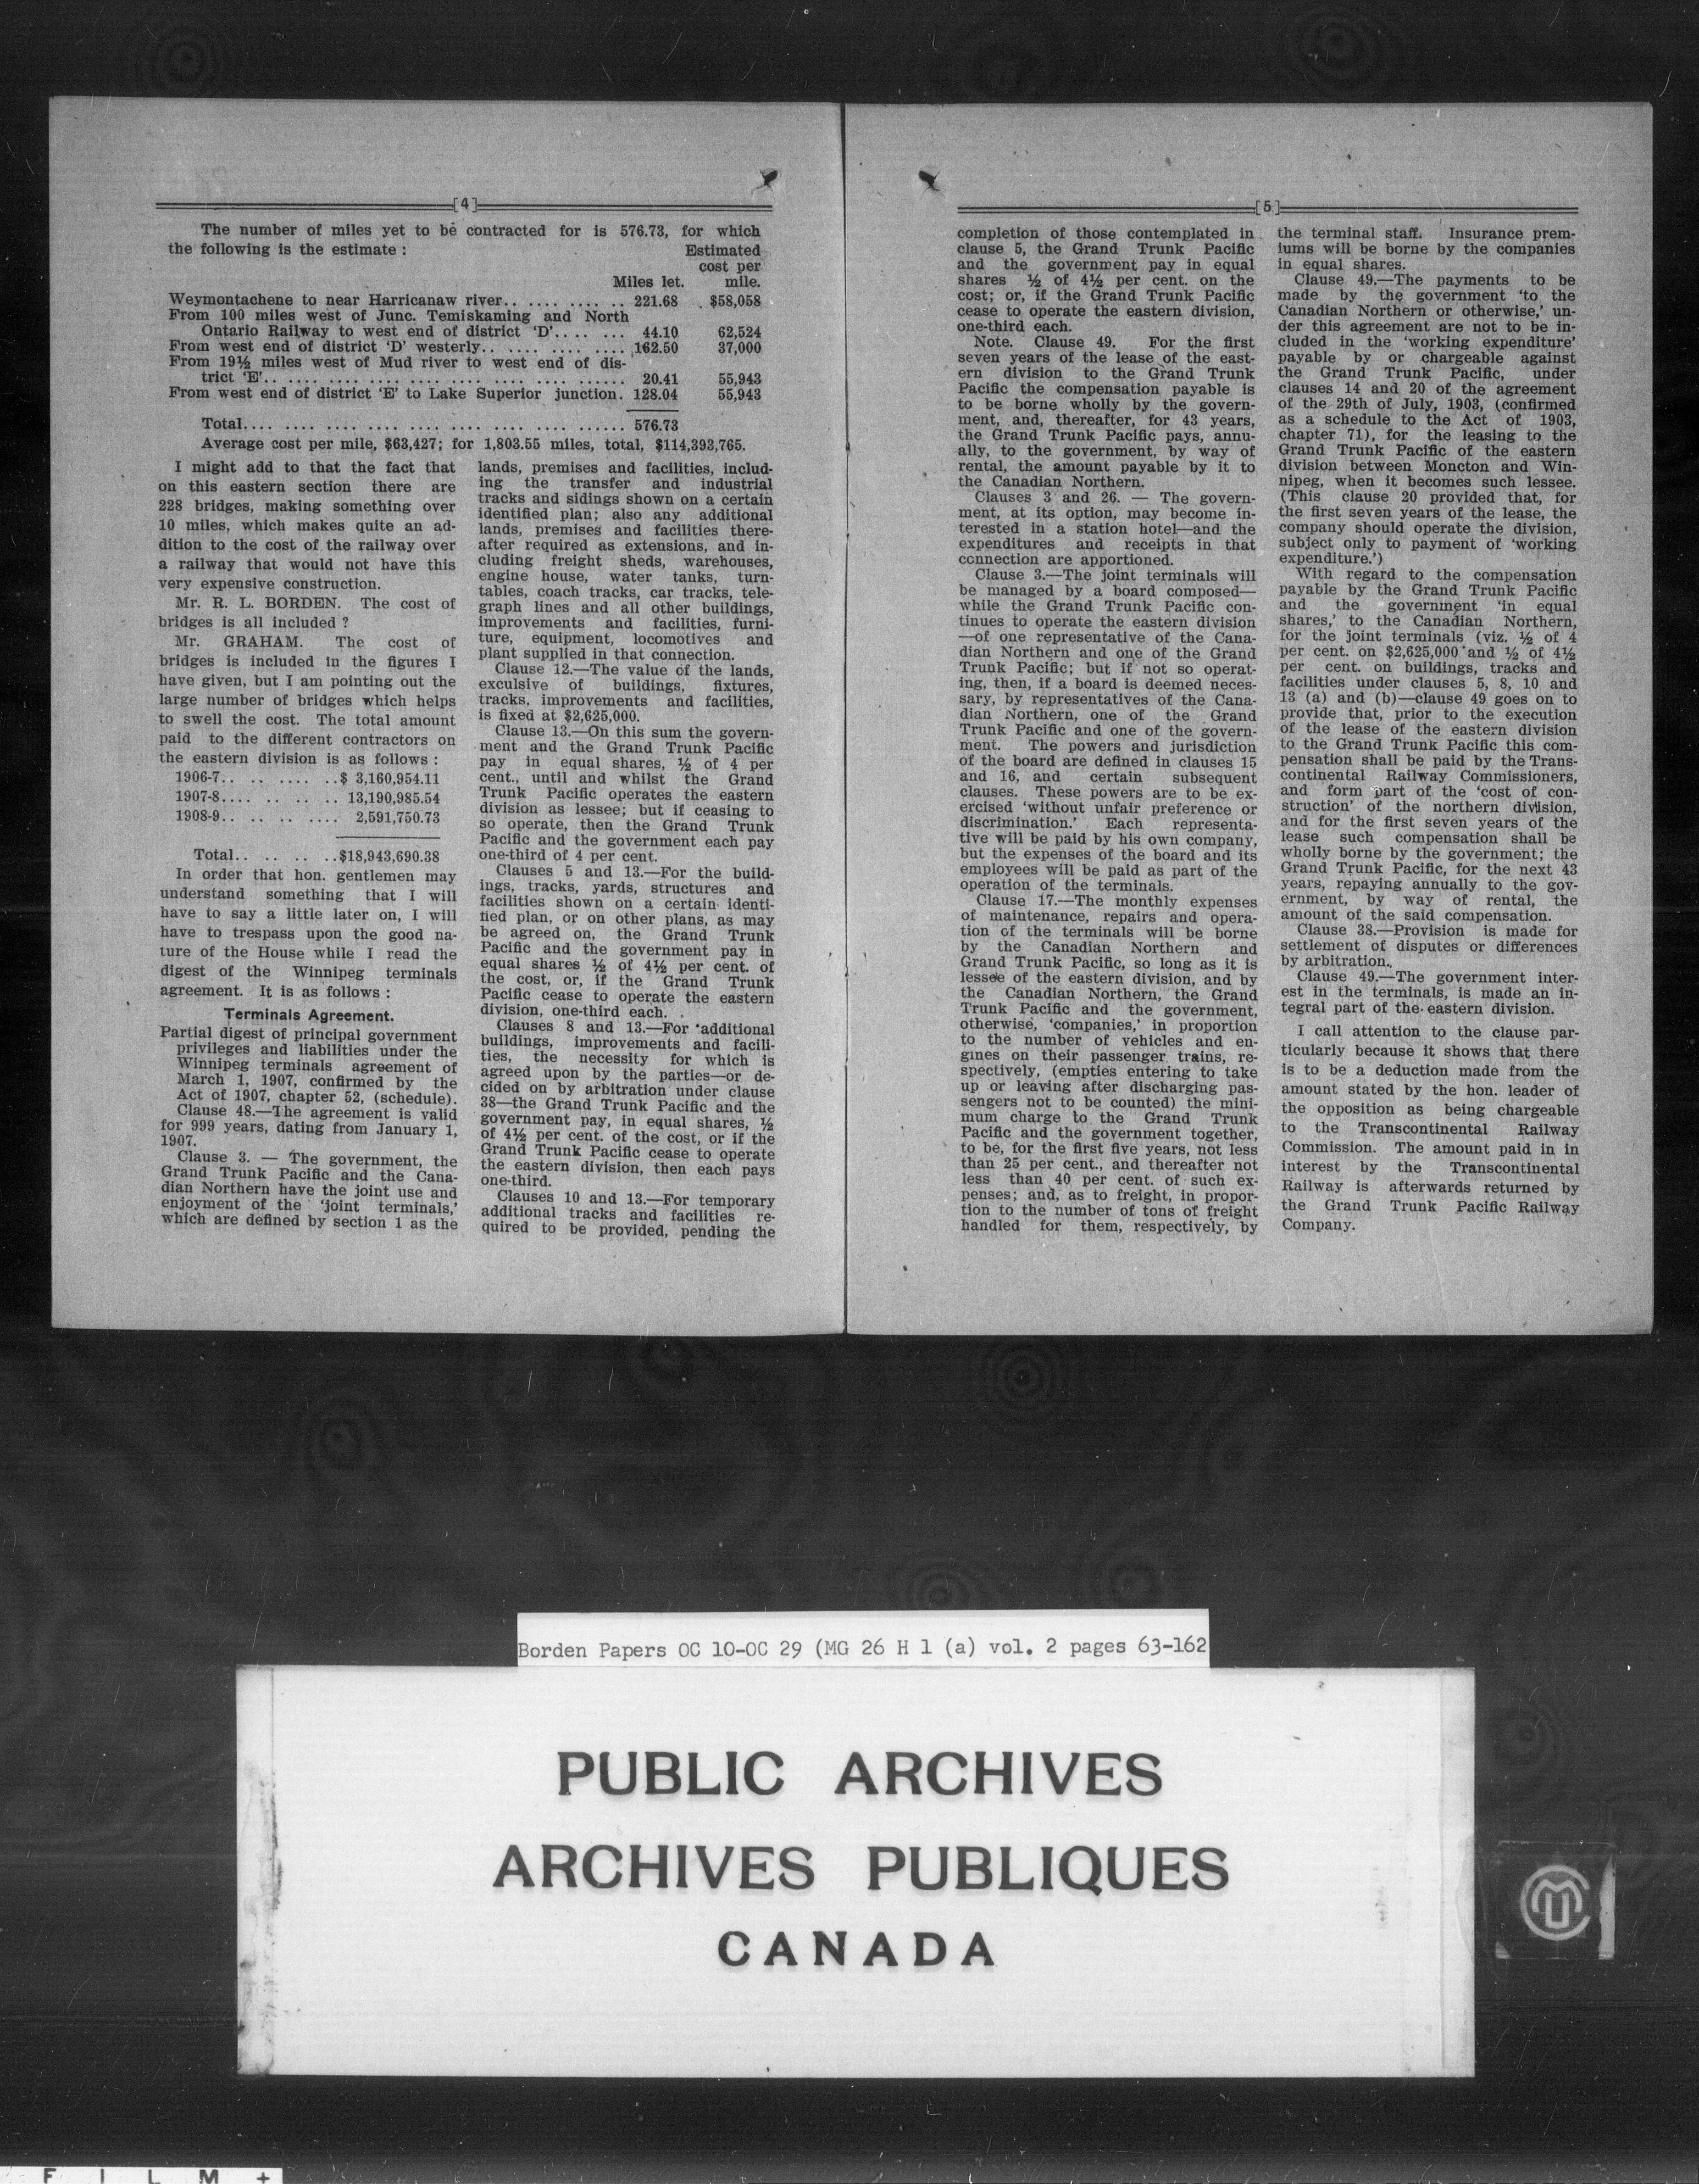 [4]
The number of miles yet to be contracted for is 576.73, for which
the following is the estimate :
Estimated
cost per
Miles let. mile.
Weymontachene to near Harricanaw river.. .... .... .. 221.68 $58,058
From 100 miles west of Junc. Temiskaming and North
Ontario Railway to west end of district 'D'.... .. ... 44.10 62,524
From west end of district 'D' westerly.. .... .... .... 162.50 37,000
From 19½ miles west of Mud river to west end of dis-
trict 'E'.. .... .... .... .... .... .... .... ...... 20.41 55,943
From west end of district 'E' to Lake Superior junction. 128.04 55,943
Total.... .... .... .... .... .... .... .... ...... 576.73
Average cost per mile, $63,427; for 1,803.55 miles, total, $114,393,765.
I might add to that the fact that
on this eastern section there are
228 bridges, making something over
10 miles, which makes quite an ad-
dition to the cost of the railway over
a railway that would not have this
very expensive construction.
Mr. R. L. BORDEN. The cost of
bridges is all included ?
Mr. GRAHAM. The cost of
bridges is included in the figures I
have given, but I am pointing out the
large number of bridges which helps
to swell the cost. The total amount
paid to the different contractors on
the eastern division is as follows :
1906-7.. .. .... ..$ 3,160,954.11
1907-8.... .. .. .. 13,190,985.54
1908-9.. .. .. .... 2,591,750.73
Total.. .. .. ..$18,943,690.38
In order that hon. gentlemen may
understand something that I will
have to say a little later on, I will
have to trespass upon the good na-
ture of the House while I read the
digest of the Winnipeg terminals
agreement. It is as follows :
Terminals Agreement.
Partial digest of principal government
privileges and liabilities under the
Winnipeg terminals agreement of
March 1, 1907, confirmed by the
Act of 1907, chapter 52, (schedule).
Clause 48.—The agreement is valid
for 999 years, dating from January 1,
1907.
Clause 3. — The government, the
Grand Trunk Pacific and the Cana-
dian Northern have the joint use and
enjoyment of the 'joint terminals,'
which are defined by section 1 as the
lands, premises and facilities, includ-
ing the transfer and industrial
tracks and sidings shown on a certain
identified plan; also any additional
lands, premises and facilities there-
after required as extensions, and in-
cluding freight sheds, warehouses,
engine house, water tanks, turn-
tables, coach tracks, car tracks, tele-
graph lines and all other buildings,
improvements and facilities, furni-
ture, equipment, locomotives and
plant supplied in that connection.
Clause 12.—The value of the lands,
exculsive of buildings, fixtures,
tracks, improvements and facilities,
is fixed at $2,625,000.
Clause 13.—On this sum the govern-
ment and the Grand Trunk Pacific
pay in equal shares, ½ of 4 per
cent., until and whilst the Grand
Trunk Pacific operates the eastern
division as lessee; but if ceasing to
so operate, then the Grand Trunk
Pacific and the government each pay
one-third of 4 per cent.
Clauses 5 and 13.—For the build-
ings, tracks, yards, structures and
facilities shown on a certain identi-
fied plan, or on other plans, as may
be agreed on, the Grand Trunk
Pacific and the government pay in
equal shares ½ of 4½ per cent. of
the cost, or, if the Grand Trunk
Pacific cease to operate the eastern
division, one-third each.
Clauses 8 and 13.—For additional
buildings, improvements and facili-
ties, the necessity for which is
agreed upon by the parties—or de-
cided on by arbitration under clause
38—the Grand Trunk Pacific and the
government pay, in equal shares, ½
of 4½ per cent. of the cost, or if the
Grand Trunk Pacific cease to operate
the eastern division, then each pays
one-third.
Clauses 10 and 13.—For temporary
additional tracks and facilities re-
quired to be provided, pending the
[5]
completion of those contemplated in
clause 5, the Grand Trunk Pacific
and the government pay in equal
shares ½ of 4½ per cent. on the
cost; or, if the Grand Trunk Pacific
cease to operate the eastern division,
one-third each.
Note. Clause 49. For the first
seven years of the lease of the east-
ern division to the Grand Trunk
Pacific the compensation payable is
to be borne wholly by the govern-
ment, and, thereafter, for 43 years,
the Grand Trunk Pacific pays, annu-
ally, to the government, by way of
rental, the amount payable by it to
the Canadian Northern.
Clauses 3 and 26. — The govern-
ment, at its option, may become in-
terested in a station hotel—and the
expenditures and receipts in that
connection are apportioned.
Clause 3.—The joint terminals will
be managed by a board composed—
while the Grand Trunk Pacific con-
tinues to operate the eastern division
—of one representative of the Cana-
dian Northern and one of the Grand
Trunk Pacific; but if not so operat-
ing, then, if a board is deemed neces-
sary, by representatives of the Cana-
dian Northern, one of the Grand
Trunk Pacific and one of the govern-
ment. The powers and jurisdiction
of the board are defined in clauses 15
and 16, and certain subsequent
clauses. These powers are to be ex-
ercised 'without unfair preference or
discrimination.' Each representa-
tive will be paid by his own company,
but the expenses of the board and its
employees will be paid as part of the
operation of the terminals.
Clause 17.—The monthly expenses
of maintenance, repairs and opera-
tion of the terminals will be borne
by the Canadian Northern and
Grand Trunk Pacific, so long as it is
lessee of the eastern division, and by
the Canadian Northern, the Grand
Trunk Pacific and the government,
otherwise, 'companies,' in proportion
to the number of vehicles and en-
gines on their passenger trains, re-
spectively, (empties entering to take
up or leaving after discharging pas-
sengers not to be counted) the mini-
mum charge to the Grand Trunk
Pacific and the government together,
to be, for the first five years, not less
than 25 per cent., and thereafter not
less than 40 per cent. of such ex-
penses; and, as to freight, in propor-
tion to the number of tons of freight
handled for them, respectively, by
the terminal staff. Insurance prem-
iums will be borne by the companies
in equal shares.
Clause 49.—The payments to be
made by the government 'to the
Canadian Northern or otherwise,' un-
der this agreement are not to be in-
cluded in the 'working expenditure'
payable by or chargeable against
the Grand Trunk Pacific, under
clauses 14 and 20 of the agreement
of the 29th of July, 1903, (confirmed
as a schedule to the Act of 1903,
chapter 71), for the leasing to the
Grand Trunk Pacific of the eastern
division between Moncton and Win-
nipeg, when it becomes such lessee.
(This clause 20 provided that, for
the first seven years of the lease, the
company should operate the division,
subject only to payment of 'working
expenditure.')
With regard to the compensation
payable by the Grand Trunk Pacific
and the government 'in equal
shares,' to the Canadian Northern,
for the joint terminals (viz. ½ of 4
per cent. on $2,625,000 and ½ of 4½
per cent. on buildings, tracks and
facilities under clauses 5, 8, 10 and
13 (a) and (b)—clause 49 goes on to
provide that, prior to the execution
of the lease of the eastern division
to the Grand Trunk Pacific this com-
pensation shall be paid by the Trans-
continental Railway Commissioners,
and form part of the 'cost of con-
struction' of the northern division,
and for the first seven years of the
lease such compensation shall be
wholly borne by the government; the
Grand Trunk Pacific, for the next 43
years, repaying annually to the gov-
ernment, by way of rental, the
amount of the said compensation.
Clause 38.—Provision is made for
settlement of disputes or differences
by arbitration.
Clause 49.—The government inter-
est in the terminals, is made an in-
tegral part of the eastern division.
I call attention to the clause par-
ticularly because it shows that there
is to be a deduction made from the
amount stated by the hon. leader of
the opposition as being chargeable
to the Transcontinental Railway
Commission. The amount paid in in
interest by the Transcontinental
Railway is afterwards returned by
the Grand Trunk Pacific Railway
Company.
Borden Papers OC 10-OC 29 (MG 26 H 1 (a) vol. 2 pages 63-162
PUBLIC ARCHIVES
ARCHIVES PUBLIQUES
CANADA
FILM +